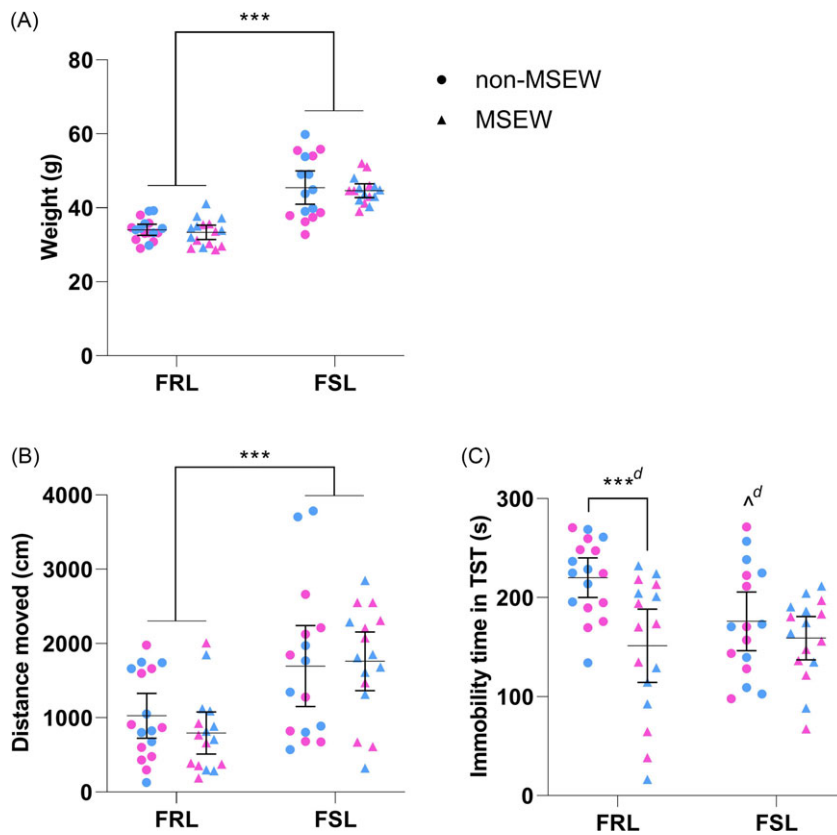 (A)
***
Weight (g)
80
60
40
20
0
FRL
FSL
non-MSEW
MSEW
(B)
***
Distance moved (cm)
4000
3000
2000
1000
0
FRL
FSL
(C)
***d
^d
Immobility time in TST (s)
300
200
100
0
FRL
FSL